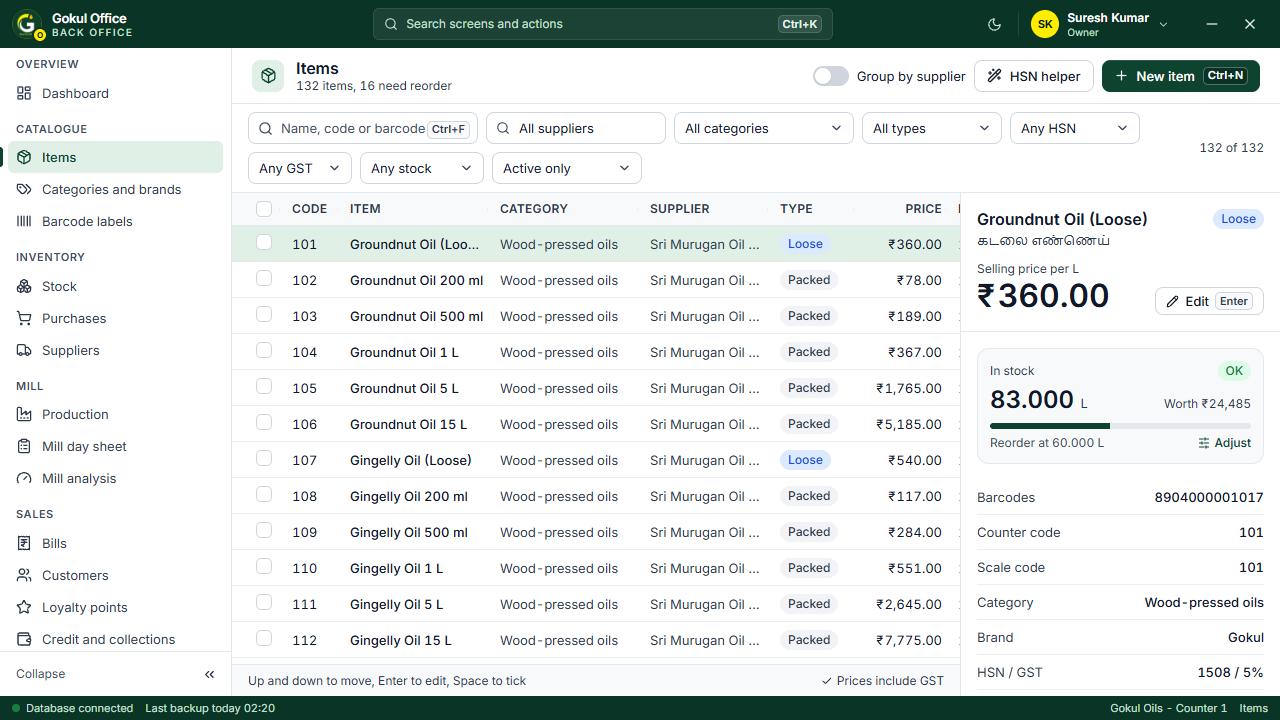 Gokul Office
BACK OFFICE
Search screens and actions Ctrl+K
SK Suresh Kumar
Owner
OVERVIEW
Dashboard
CATALOGUE
Items
Categories and brands
Barcode labels
INVENTORY
Stock
Purchases
Suppliers
MILL
Production
Mill day sheet
Mill analysis
SALES
Bills
Customers
Loyalty points
Credit and collections
Collapse
Items
132 items, 16 need reorder
Group by supplier HSN helper New item Ctrl+N
Name, code or barcode Ctrl+F All suppliers All categories All types Any HSN
Any GST Any stock Active only
132 of 132
CODE ITEM CATEGORY SUPPLIER TYPE PRICE
101 Groundnut Oil (Loo... Wood-pressed oils Sri Murugan Oil ... Loose ₹360.00
102 Groundnut Oil 200 ml Wood-pressed oils Sri Murugan Oil ... Packed ₹78.00
103 Groundnut Oil 500 ml Wood-pressed oils Sri Murugan Oil ... Packed ₹189.00
104 Groundnut Oil 1 L Wood-pressed oils Sri Murugan Oil ... Packed ₹367.00
105 Groundnut Oil 5 L Wood-pressed oils Sri Murugan Oil ... Packed ₹1,765.00
106 Groundnut Oil 15 L Wood-pressed oils Sri Murugan Oil ... Packed ₹5,185.00
107 Gingelly Oil (Loose) Wood-pressed oils Sri Murugan Oil ... Loose ₹540.00
108 Gingelly Oil 200 ml Wood-pressed oils Sri Murugan Oil ... Packed ₹117.00
109 Gingelly Oil 500 ml Wood-pressed oils Sri Murugan Oil ... Packed ₹284.00
110 Gingelly Oil 1 L Wood-pressed oils Sri Murugan Oil ... Packed ₹551.00
111 Gingelly Oil 5 L Wood-pressed oils Sri Murugan Oil ... Packed ₹2,645.00
112 Gingelly Oil 15 L Wood-pressed oils Sri Murugan Oil ... Packed ₹7,775.00
Up and down to move, Enter to edit, Space to tick Prices include GST
Groundnut Oil (Loose) Loose
கடலை எண்ணெய்
Selling price per L
₹360.00 Edit Enter
In stock OK
83.000 L Worth ₹24,485
Reorder at 60.000 L Adjust
Barcodes 8904000001017
Counter code 101
Scale code 101
Category Wood-pressed oils
Brand Gokul
HSN / GST 1508 / 5%
Database connected Last backup today 02:20 Gokul Oils - Counter 1 Items